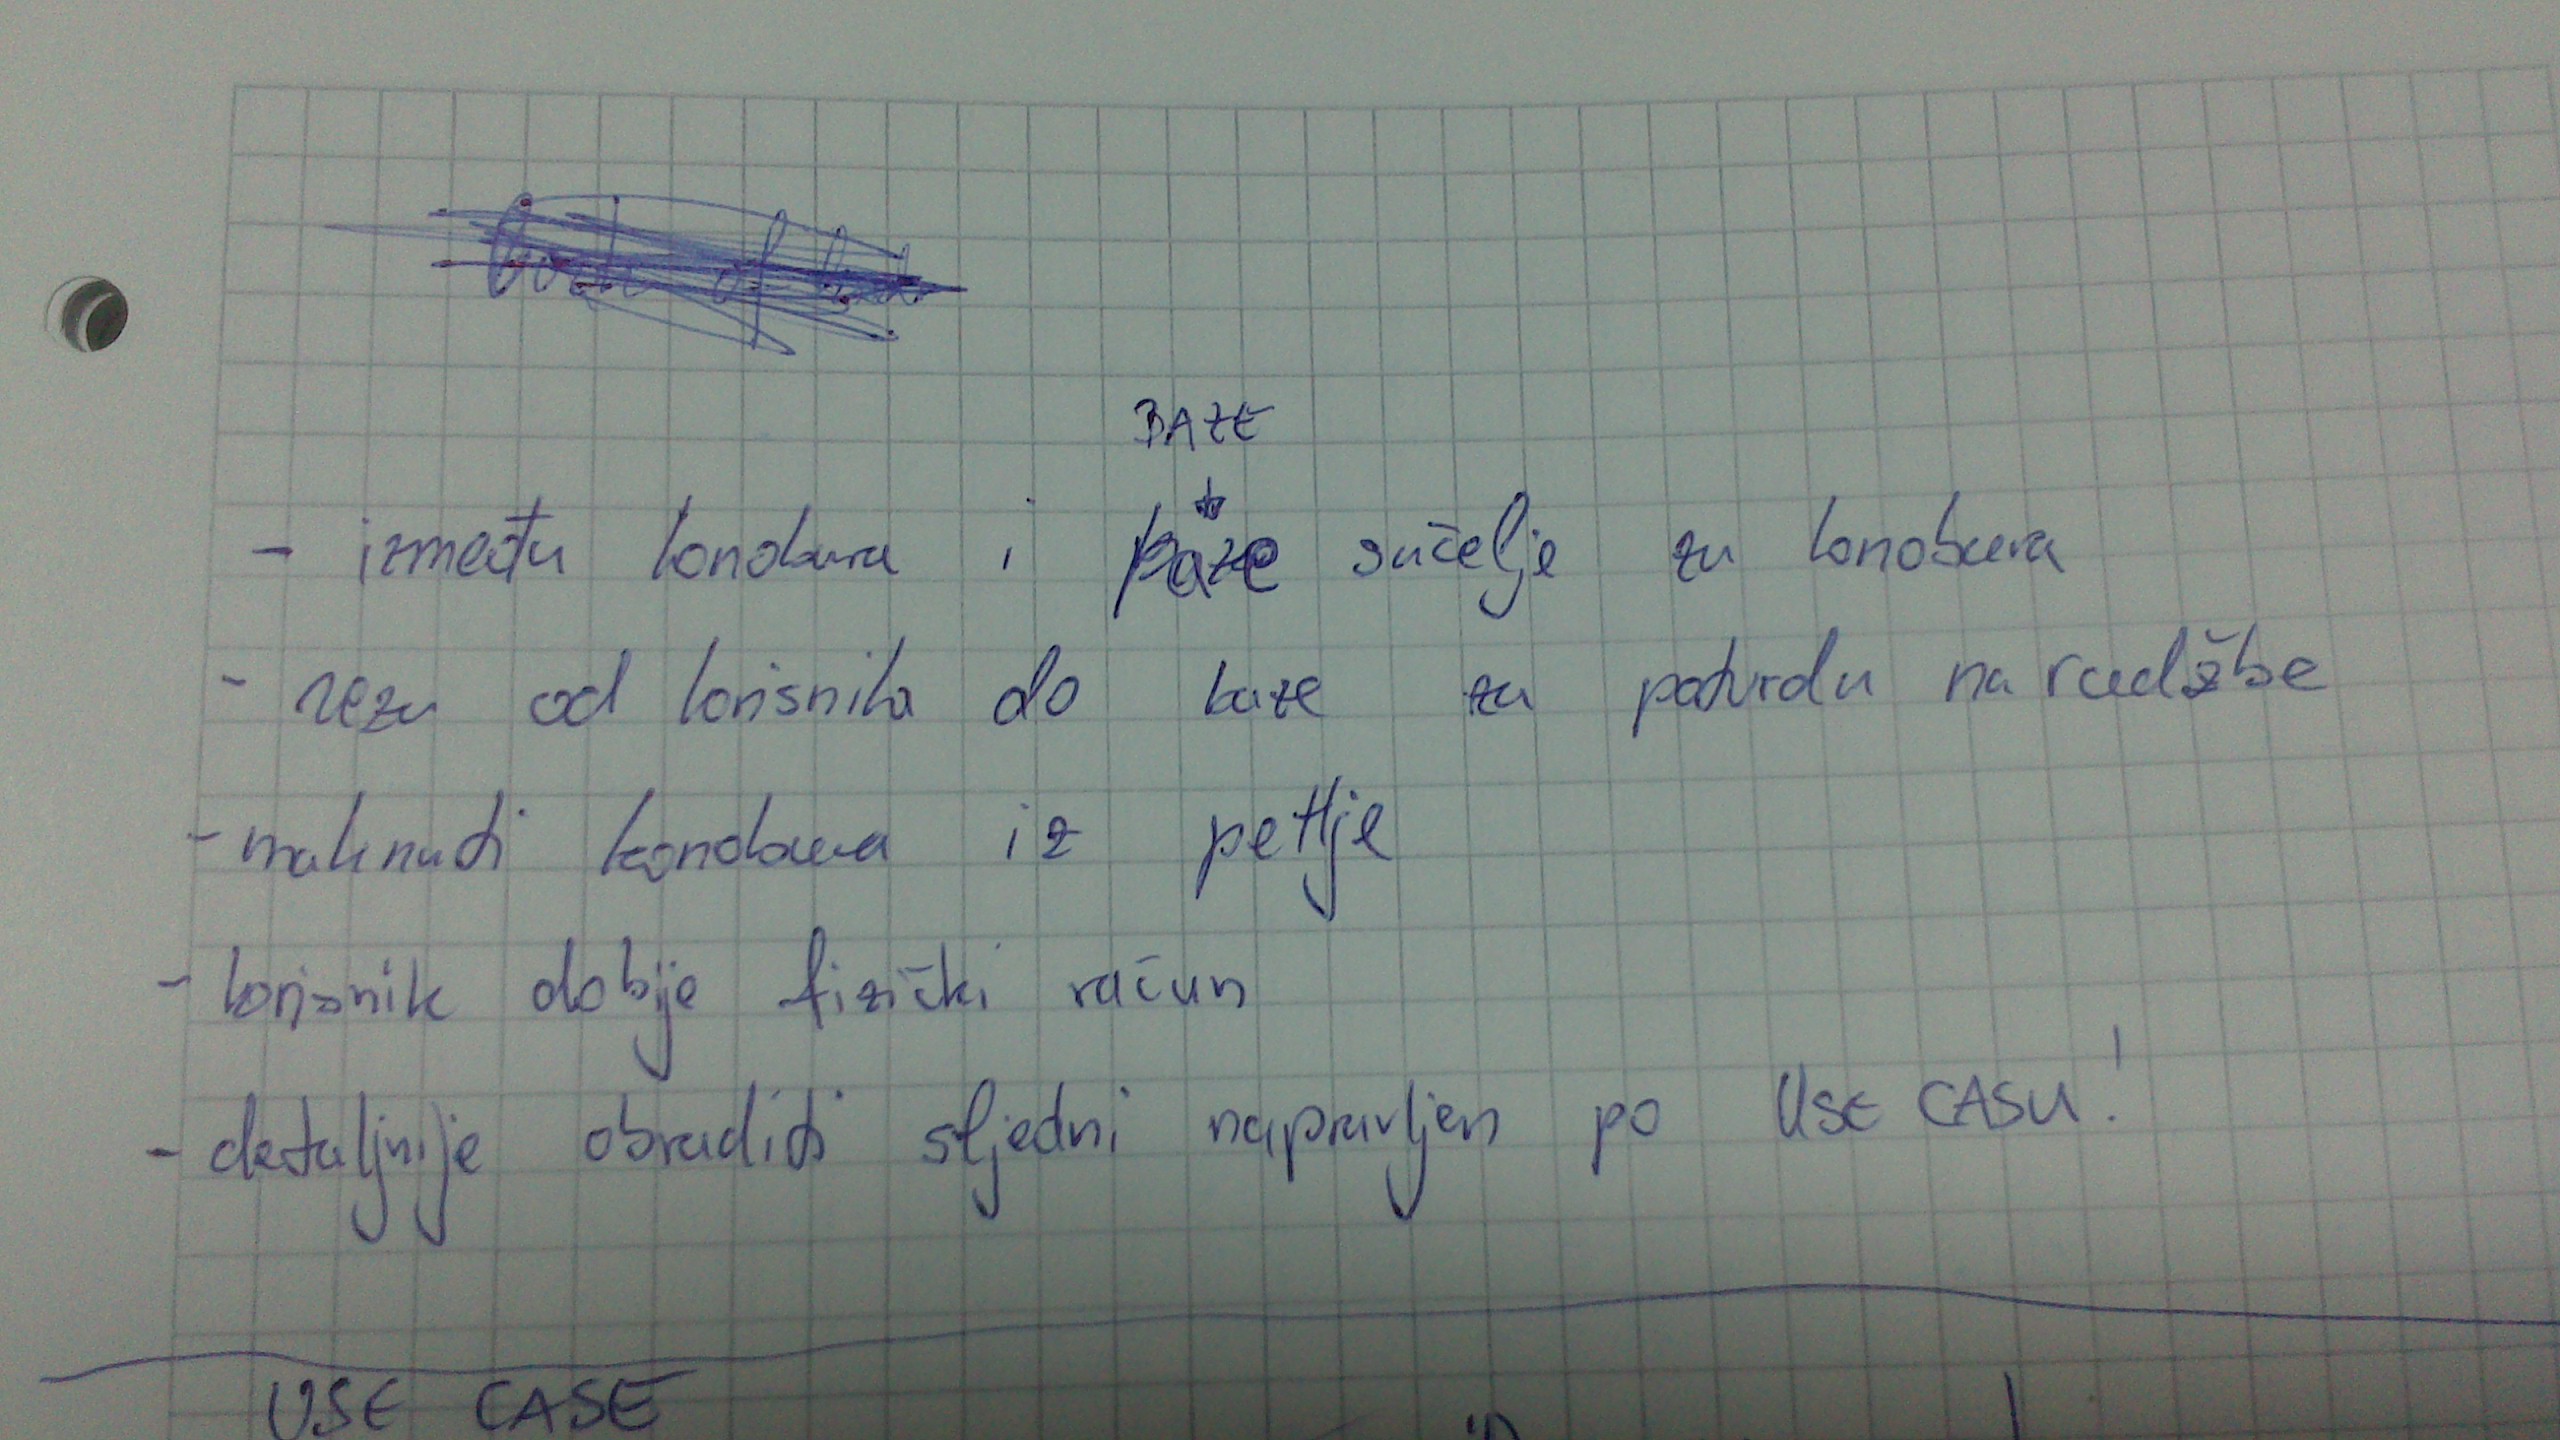 BAZE
- između konobara i baze sučelje za konobara
- vezu od korisnika do baze za potvrdu narudžbe
- maknuti konobara iz petlje
- korisnik dobije fizički račun
- detaljnije obraditi sljedni napravljen po USE CASU!
USE CASE